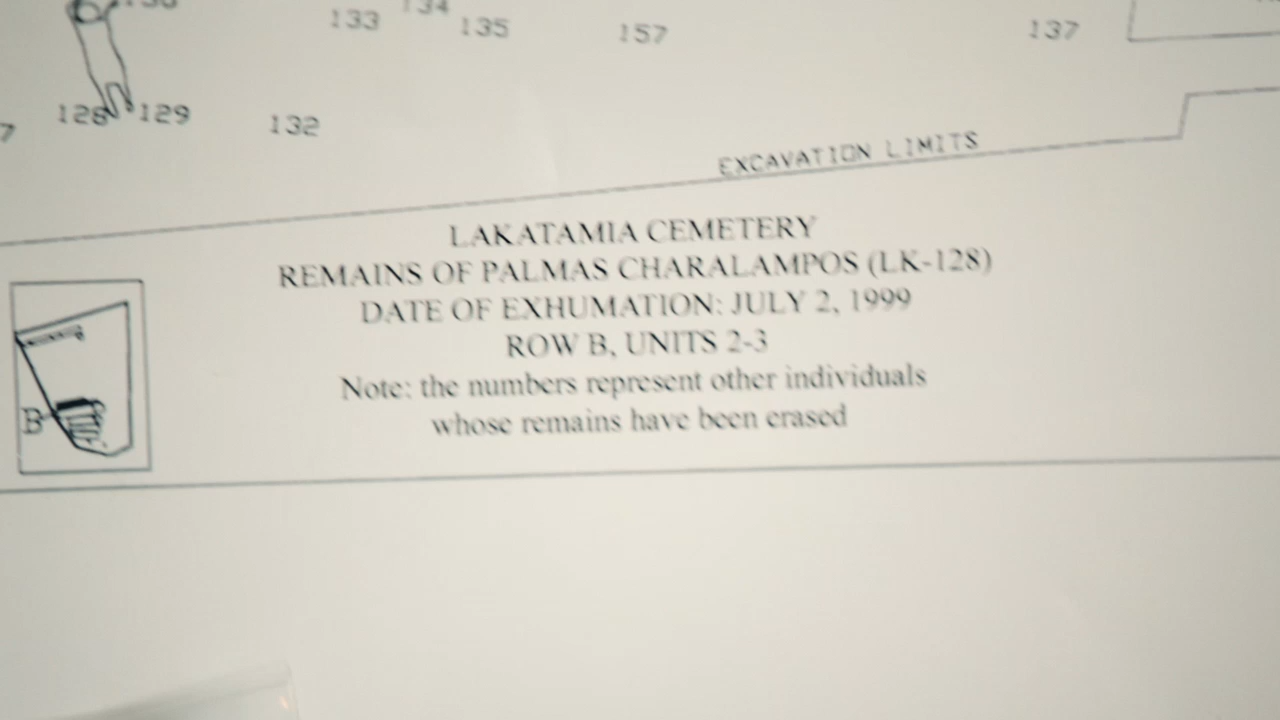 133 134 135 157 137
128 129 132
7
EXCAVATION LIMITS
LAKATAMIA CEMETERY
REMAINS OF PALMAS CHARALAMPOS (LK-128)
DATE OF EXHUMATION: JULY 2, 1999
ROW B, UNITS 2-3
Note: the numbers represent other individuals
whose remains have been erased
B